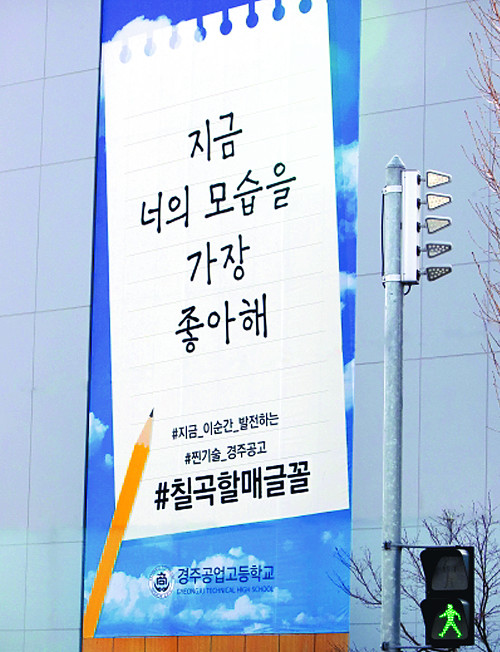 지금
너의 모습을
가장
좋아해
#지금_이순간_발전하는
#찐기술_경주공고
#칠곡할매글꼴
경주공업고등학교
GYEONGJU TECHNICAL HIGH SCHOOL